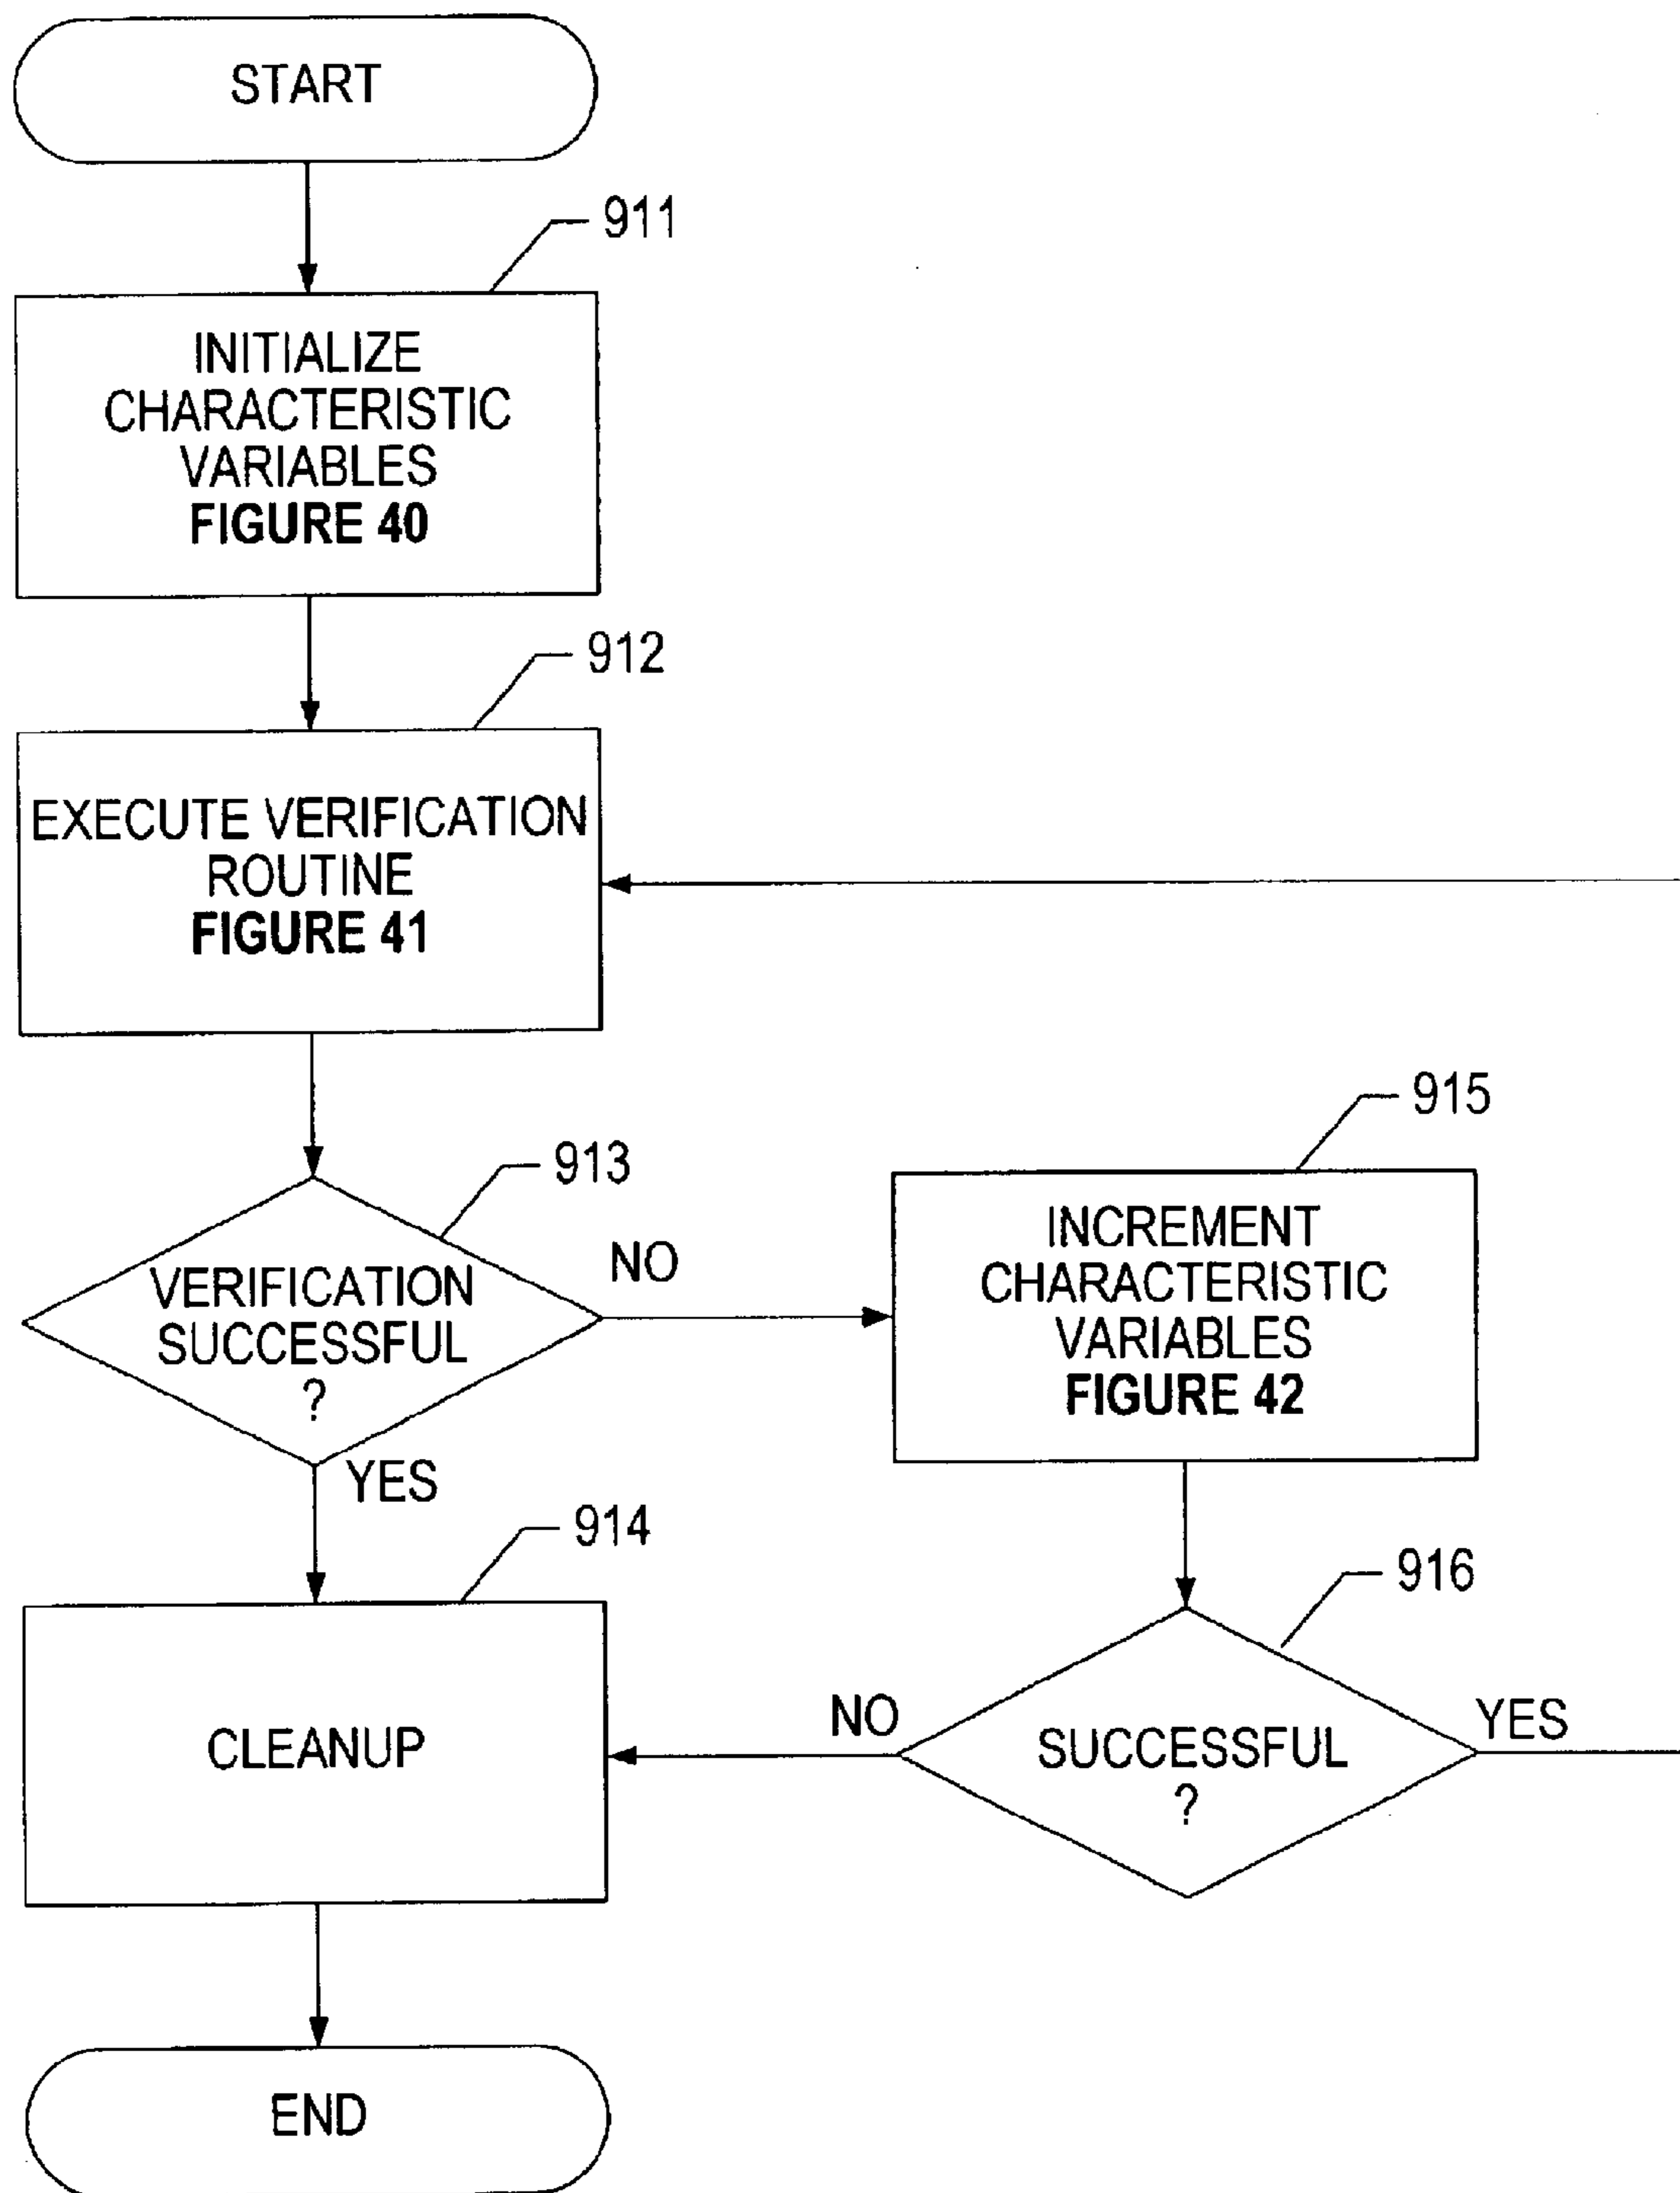 START
911
INITIALIZE
CHARACTERISTIC
VARIABLES
FIGURE 40
912
EXECUTE VERIFICATION
ROUTINE
FIGURE 41
913
VERIFICATION
SUCCESSFUL
?
NO
YES
915
INCREMENT
CHARACTERISTIC
VARIABLES
FIGURE 42
914
CLEANUP
916
SUCCESSFUL
?
NO
YES
END